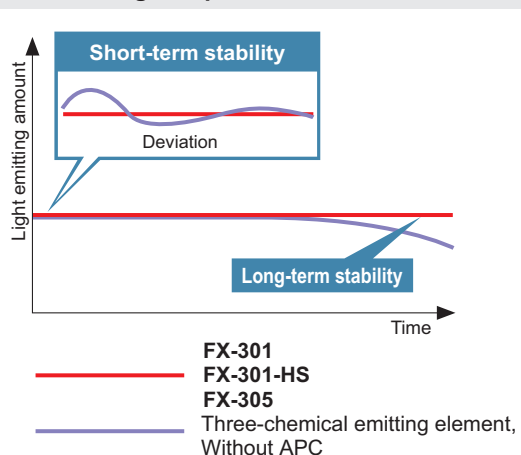 Short-term stability
Deviation
Light emitting amount
Long-term stability
Time
FX-301
FX-301-HS
FX-305
Three-chemical emitting element,
Without APC